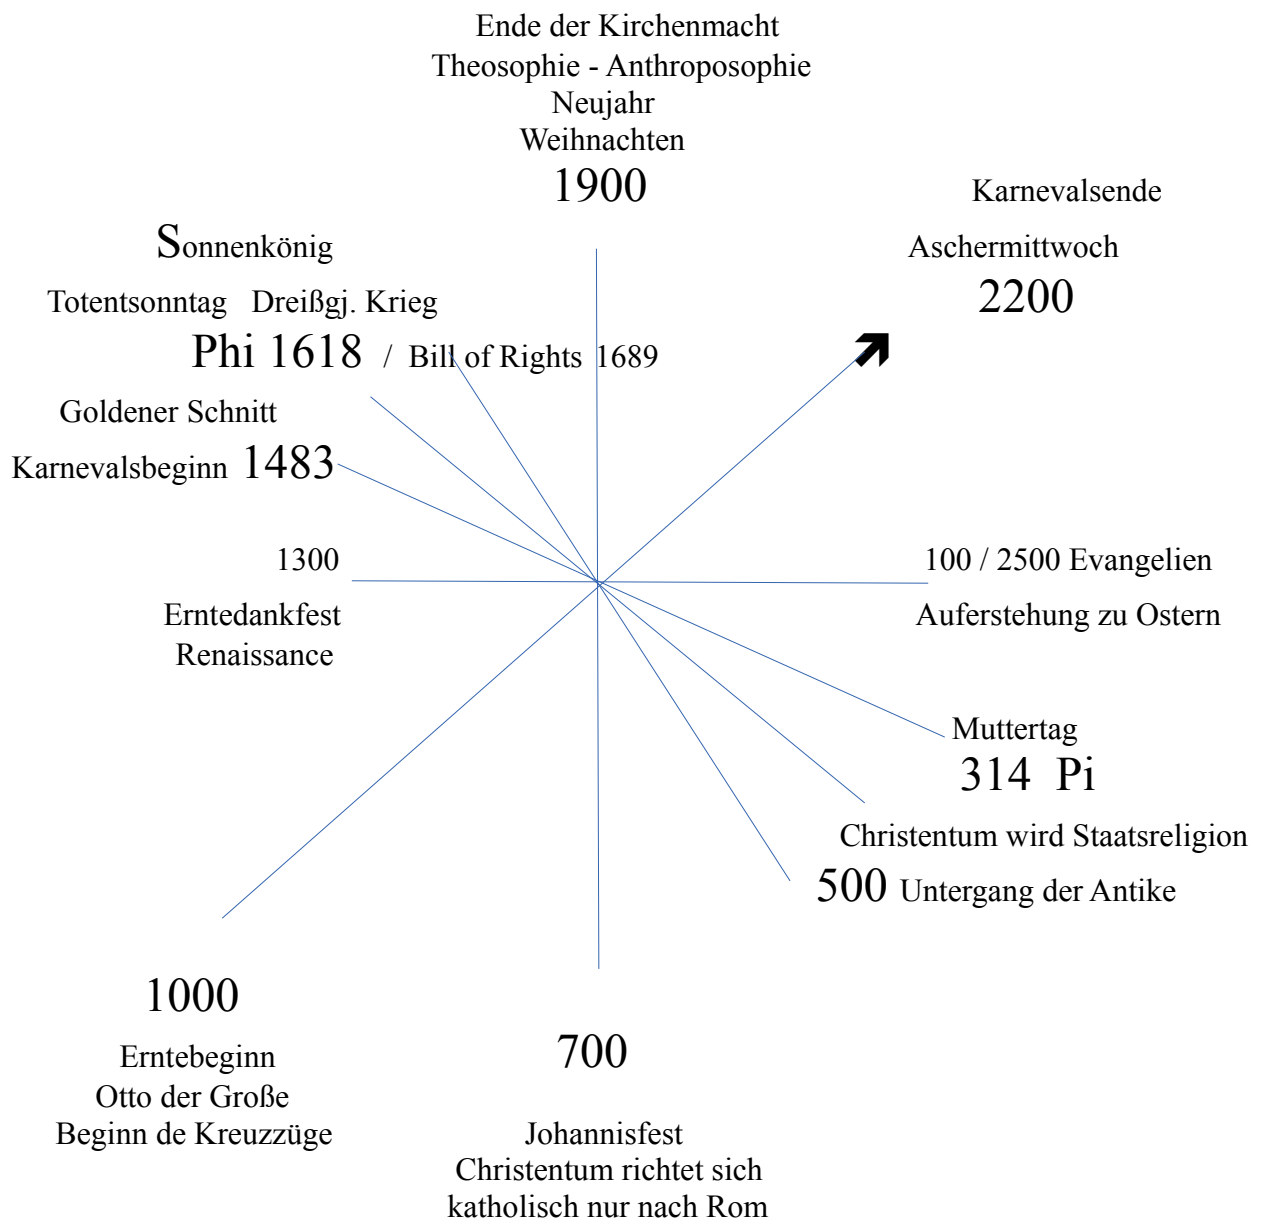 Ende der Kirchenmacht
Theosophie - Anthroposophie
Neujahr
Weihnachten
1900
Karnevalsende
Sonnenkönig
Aschermittwoch
Totentsonntag Dreißgj. Krieg
2200
Phi 1618 / Bill of Rights 1689
Goldener Schnitt
Karnevalsbeginn 1483
1300
100 / 2500 Evangelien
Erntedankfest
Auferstehung zu Ostern
Renaissance
Muttertag
314 Pi
Christentum wird Staatsreligion
500 Untergang der Antike
1000
700
Erntebeginn
Otto der Große
Beginn de Kreuzzüge
Johannisfest
Christentum richtet sich
katholisch nur nach Rom